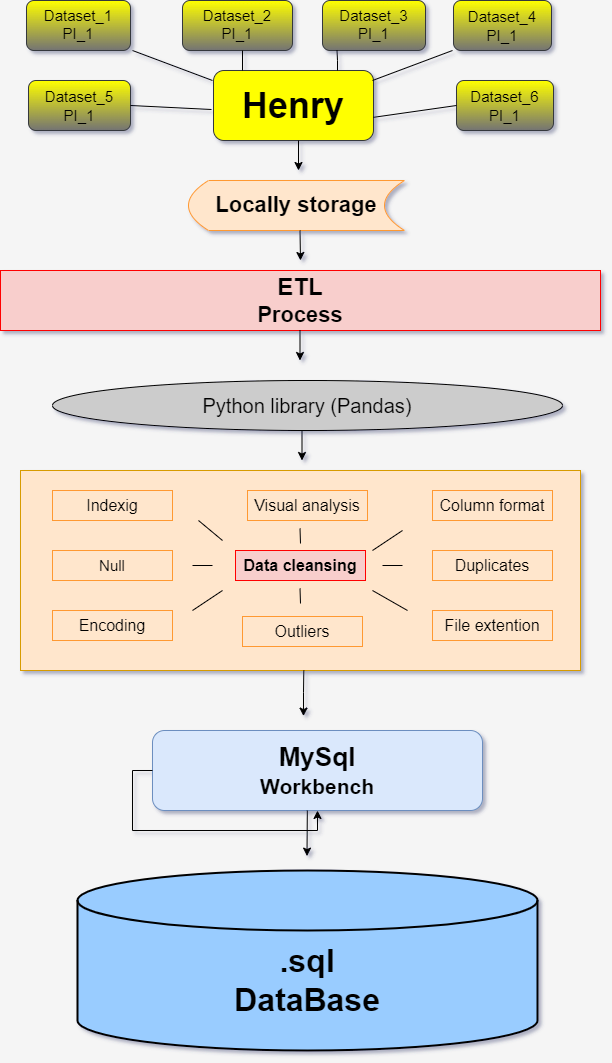 Dataset_1
PI_1
Dataset_2
PI_1
Dataset_3
PI_1
Dataset_4
PI_1
Dataset_5
PI_1
Henry
Dataset_6
PI_1
Locally storage
ETL
Process
Python library (Pandas)
Indexig
Visual analysis
Column format
Null
Data cleansing
Duplicates
Encoding
Outliers
File extention
MySql
Workbench
.sql
DataBase